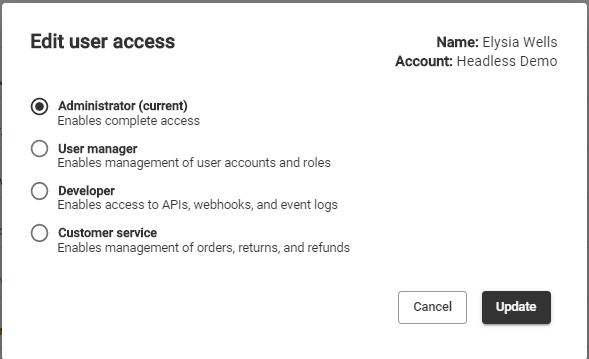 Edit user access
Name: Elysia Wells
Account: Headless Demo
Administrator (current)
Enables complete access
User manager
Enables management of user accounts and roles
Developer
Enables access to APIs, webhooks, and event logs
Customer service
Enables management of orders, returns, and refunds
Cancel
Update